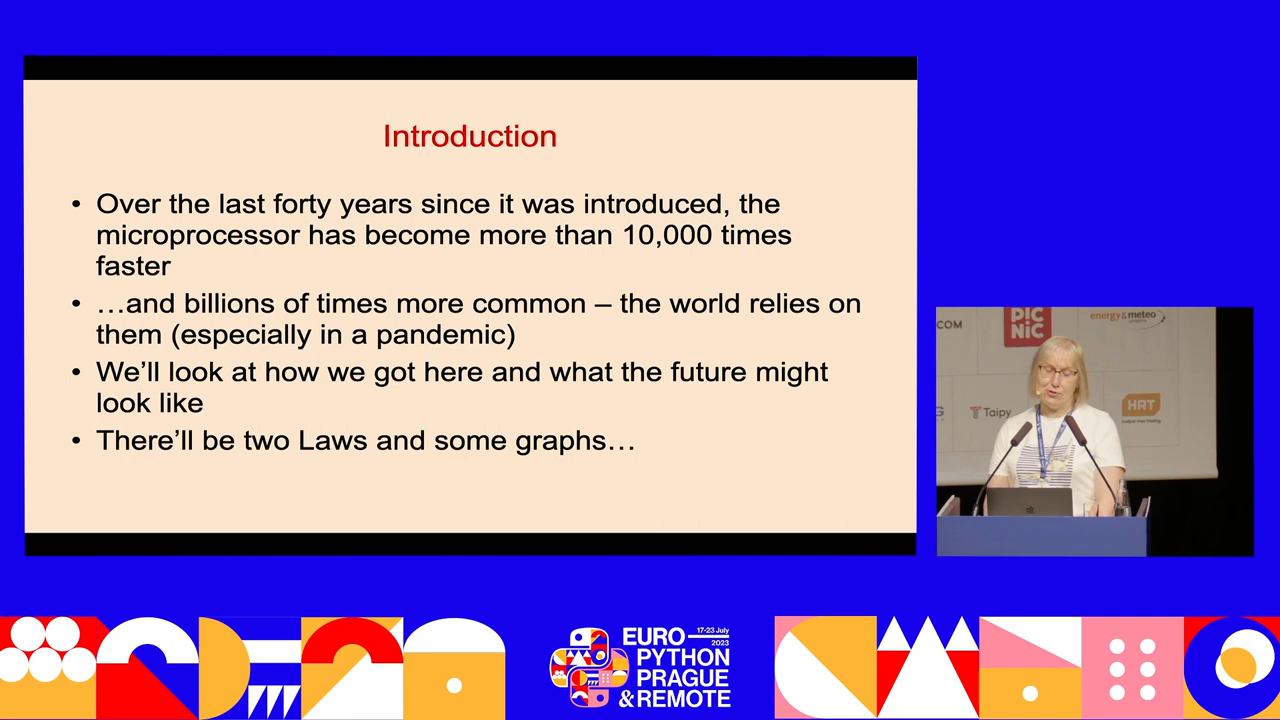 Introduction
• Over the last forty years since it was introduced, the
microprocessor has become more than 10,000 times
faster
• …and billions of times more common – the world relies on
them (especially in a pandemic)
• We’ll look at how we got here and what the future might
look like
• There’ll be two Laws and some graphs…
PIC
NIC
energy & meteo
systems
.COM
G
Taipy
HRT
EURO
17-23 July
2023
PYTHON
PRAGUE
& REMOTE